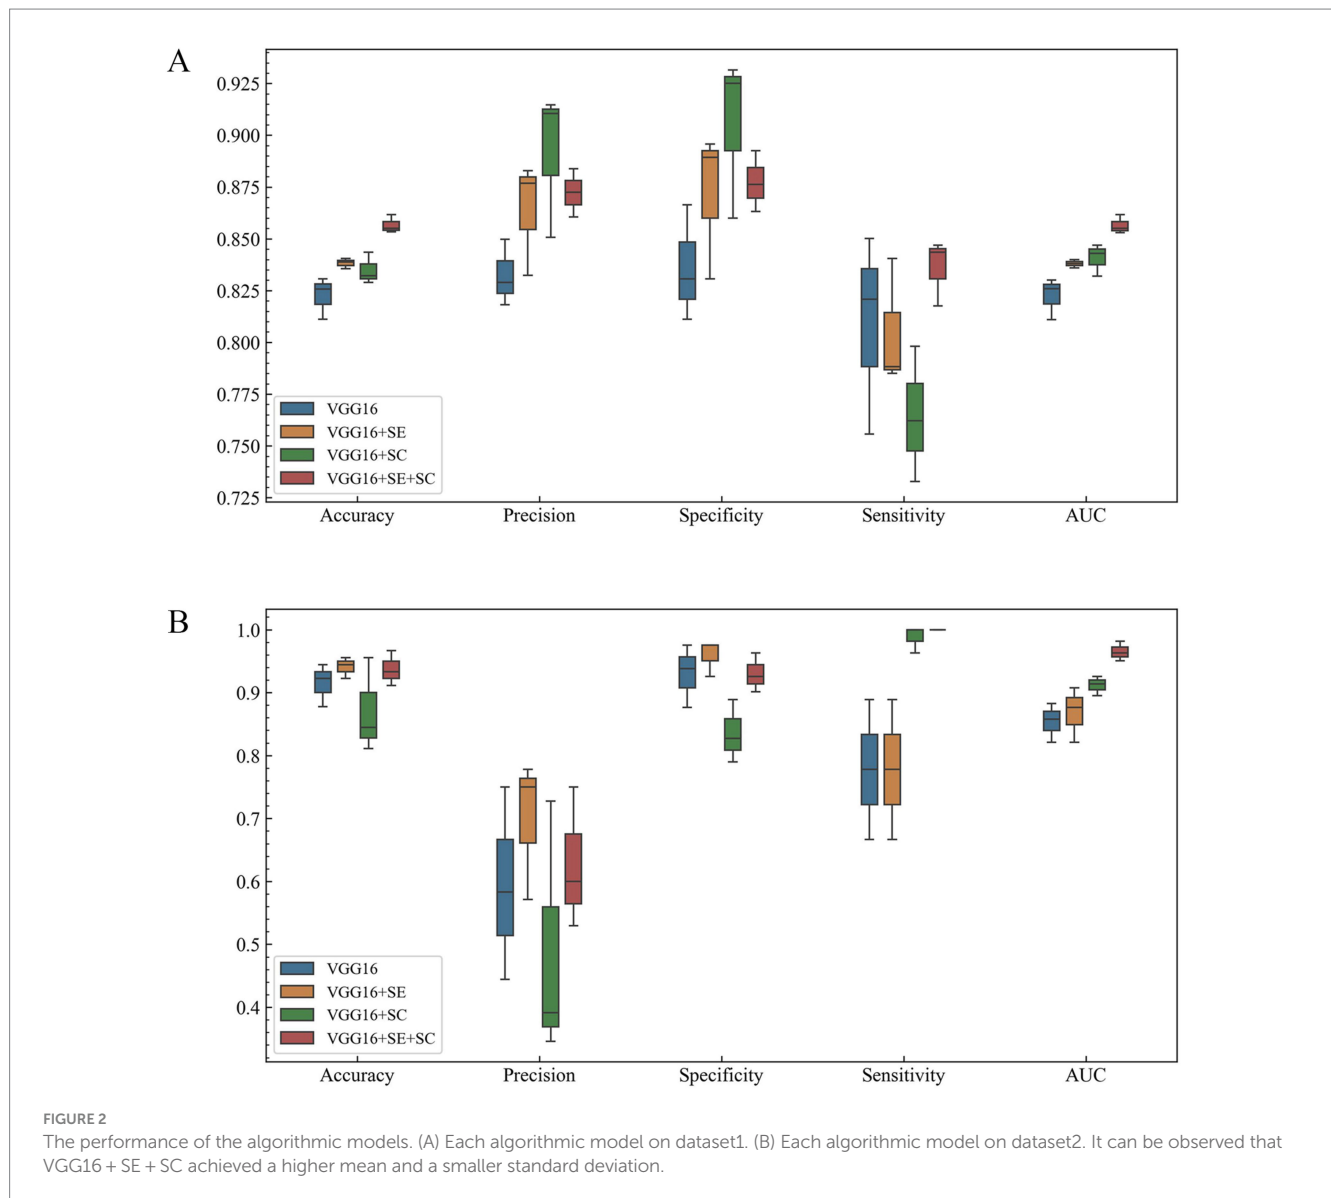 A
0.925
0.900
0.875
0.850
0.825
0.800
0.775
0.750
0.725
VGG16
VGG16+SE
VGG16+SC
VGG16+SE+SC
Accuracy Precision Specificity Sensitivity AUC
B
1.0
0.9
0.8
0.7
0.6
0.5
0.4
VGG16
VGG16+SE
VGG16+SC
VGG16+SE+SC
Accuracy Precision Specificity Sensitivity AUC
FIGURE 2
The performance of the algorithmic models. (A) Each algorithmic model on dataset1. (B) Each algorithmic model on dataset2. It can be observed that
VGG16 + SE + SC achieved a higher mean and a smaller standard deviation.